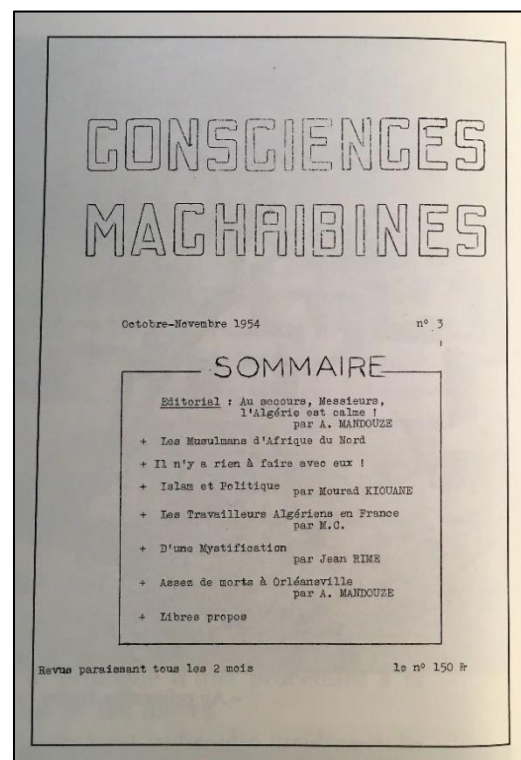 CONSCIENCES
MAGHRIBINES
Octobre-Novembre 1954 n° 3
SOMMAIRE
Editorial : Au secours, Messieurs,
l'Algérie est calme !
par A. MANDOUZE
+ Les Musulmans d'Afrique du Nord
+ Il n'y a rien à faire avec eux !
+ Islam et Politique par Mourad KIOUANE
+ Les Travailleurs Algériens en France
par M.C.
+ D'une Mystification
par Jean RIME
+ Assez de morts à Orléansville
par A. MANDOUZE
+ Libres propos
Revue paraissant tous les 2 mois le n° 150 Fr